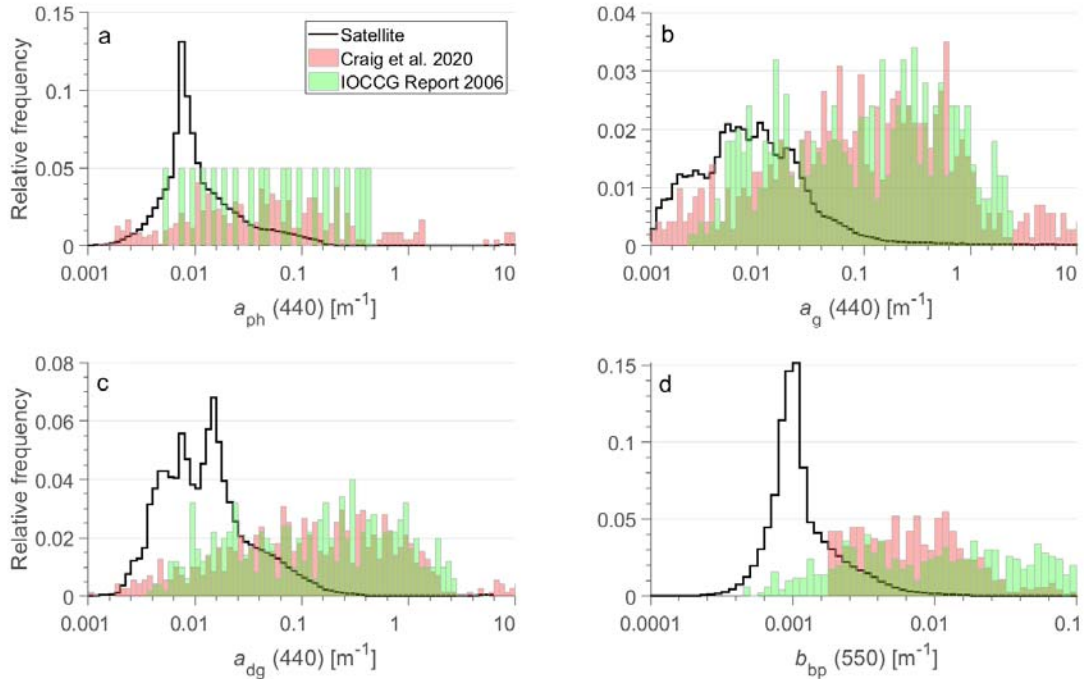 a
Relative frequency
0.15
0.1
0.05
0
Satellite
Craig et al. 2020
IOCCG Report 2006
0.001 0.01 0.1 1 10
a_ph (440) [m⁻¹]
b
0.04
0.03
0.02
0.01
0
0.001 0.01 0.1 1 10
a_g (440) [m⁻¹]
c
Relative frequency
0.08
0.06
0.04
0.02
0
0.001 0.01 0.1 1 10
a_dg (440) [m⁻¹]
d
0.15
0.1
0.05
0
0.0001 0.001 0.01 0.1
b_bp (550) [m⁻¹]